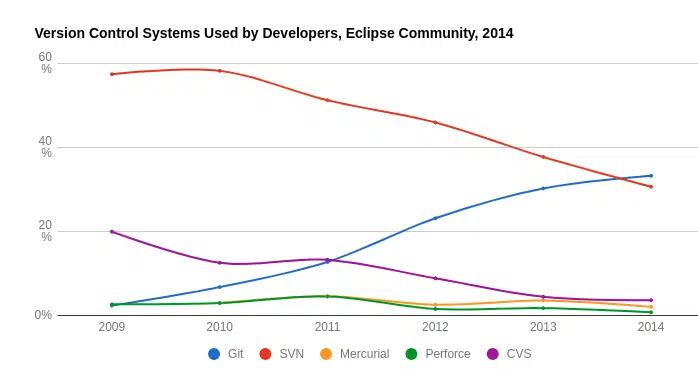 Version Control Systems Used by Developers, Eclipse Community, 2014
60
%
40
%
20
%
0%
2009 2010 2011 2012 2013 2014
Git SVN Mercurial Perforce CVS